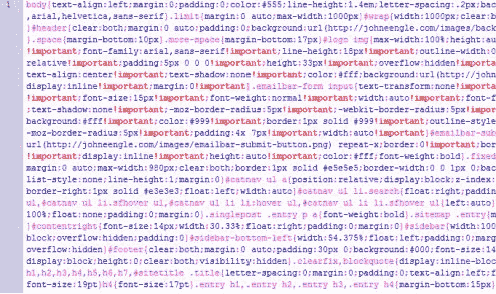 1 body{text-align:left;margin:0;padding:0;color:#555;line-height:1.4em;letter-spacing:.2px;bac
,arial,helvetica,sans-serif}.limit{margin:0 auto;max-width:1000px}#wrap{width:1000px;clear:b
}#header{clear:both;margin:0 auto;padding:0;background:url(http://johneengle.com/images/back
}.space{margin-bottom:10px}.more-space{margin-bottom:17px}#logo img{max-width:100%;height:au
!important;font-family:arial,sans-serif!important;line-height:18px!important;outline-width:0
relative!important;padding:5px 0 0 0!important;height:33px!important;overflow:hidden!importa
text-align:center!important;text-shadow:none!important;color:#fff;background:url(http://john
display:inline!important;margin:0!important}.emailbar-form input{text-transform:none!importa
!important;font-size:15px!important;font-weight:normal!important;width:auto!important;font-f
;text-shadow:none!important;-moz-border-radius:5px!important;-webkit-border-radius:5px!impor
background:#fff!important;color:#999!important;border:1px solid #999!important;outline-style
-moz-border-radius:5px!important;padding:4x 7px!important;width:auto!important}#emailbar-sub
url(http://johneengle.com/images/emailbar-submit-button.png) repeat-x;border:0!important;bor
!important;display:inline!important;height:auto!important;color:#fff;font-weight:bold}.fixed
margin:0 auto;max-width:980px;clear:both;border:1px solid #e5e5e5;border-width:0 0 1px 0;bac
list-style:none;line-height:1;margin:0}#catnav ul a{position:relative;display:block;z-index:
border-right:1px solid #e3e3e3;float:left;width:auto}#catnav ul li.search{float:right;paddin
ul,#catnav ul li.sfhover ul,#catnav ul li li:hover ul,#catnav ul li li.sfhover ul{left:auto}
100%;float:none;padding:0;margin:0}.singlepost .entry p a{font-weight:bold}.sitemap .entry{m
}#contentright{font-size:14px;width:30.33%;float:right;padding:0;margin:0}#sidebar{width:100
block;overflow:hidden;padding:0}#sidebar-bottom-left{width:54.375%;float:left;padding:0;marg
overflow:hidden}#footer{clear:both;margin:0 auto;padding:30px 0;background:#000;font-size:14
display:block;height:0;clear:both;visibility:hidden}.clearfix,blockquote{display:inline-bloc
h1,h2,h3,h4,h5,h6,h7,#sitetitle .title{letter-spacing:0;margin:0;padding:0;text-align:left;f
font-size:19pt}h4{font-size:17pt}.entry h1,.entry h2,.entry h3,.entry h4{margin-bottom:15px}